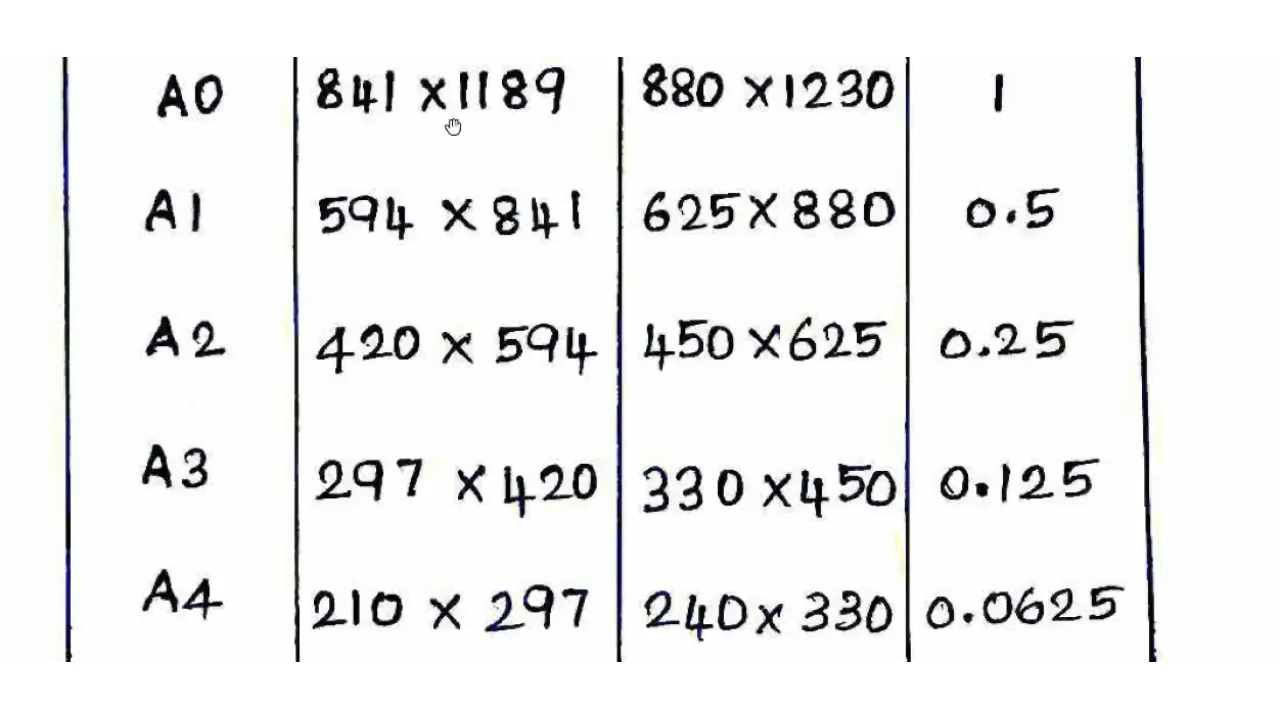 A0 841 x 1189 880 x 1230 1
A1 594 x 841 625 x 880 0.5
A2 420 x 594 450 x 625 0.25
A3 297 x 420 330 x 450 0.125
A4 210 x 297 240 x 330 0.0625